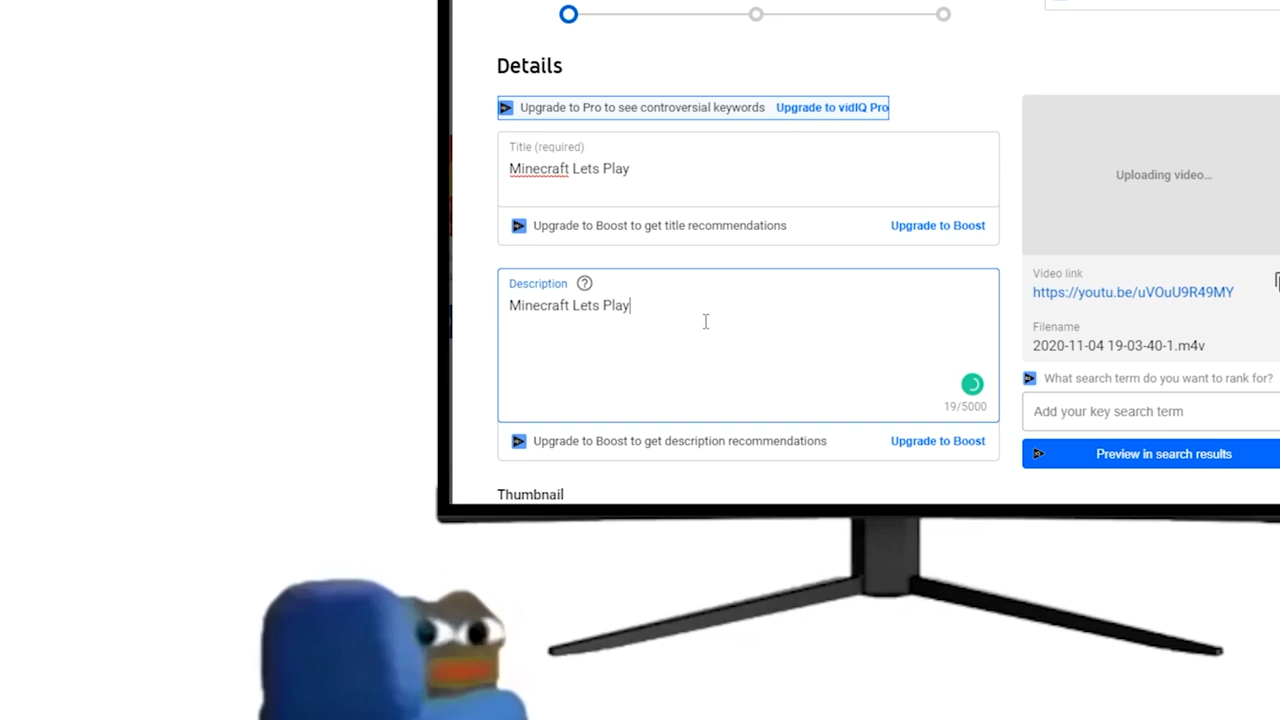 Details
Upgrade to Pro to see controversial keywords Upgrade to vidIQ Pro
Title (required)
Minecraft Lets Play
Upgrade to Boost to get title recommendations Upgrade to Boost
Description ?
Minecraft Lets Play
19/5000
Upgrade to Boost to get description recommendations Upgrade to Boost
Thumbnail
Uploading video...
Video link
https://youtu.be/uVOuU9R49MY
Filename
2020-11-04 19-03-40-1.m4v
What search term do you want to rank for?
Add your key search term
Preview in search results